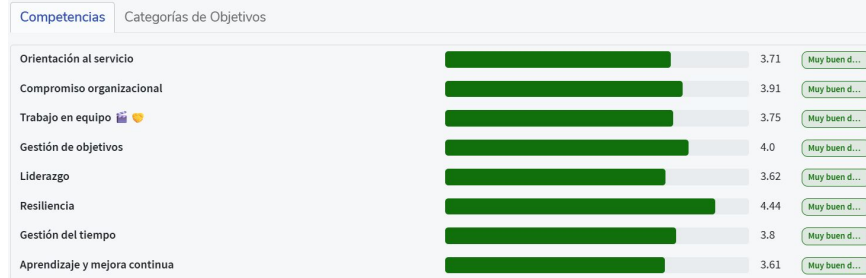 Competencias Categorías de Objetivos
Orientación al servicio 3.71 Muy buen d...
Compromiso organizacional 3.91 Muy buen d...
Trabajo en equipo 🎬 🤝 3.75 Muy buen d...
Gestión de objetivos 4.0 Muy buen d...
Liderazgo 3.62 Muy buen d...
Resiliencia 4.44 Muy buen d...
Gestión del tiempo 3.8 Muy buen d...
Aprendizaje y mejora continua 3.61 Muy buen d...